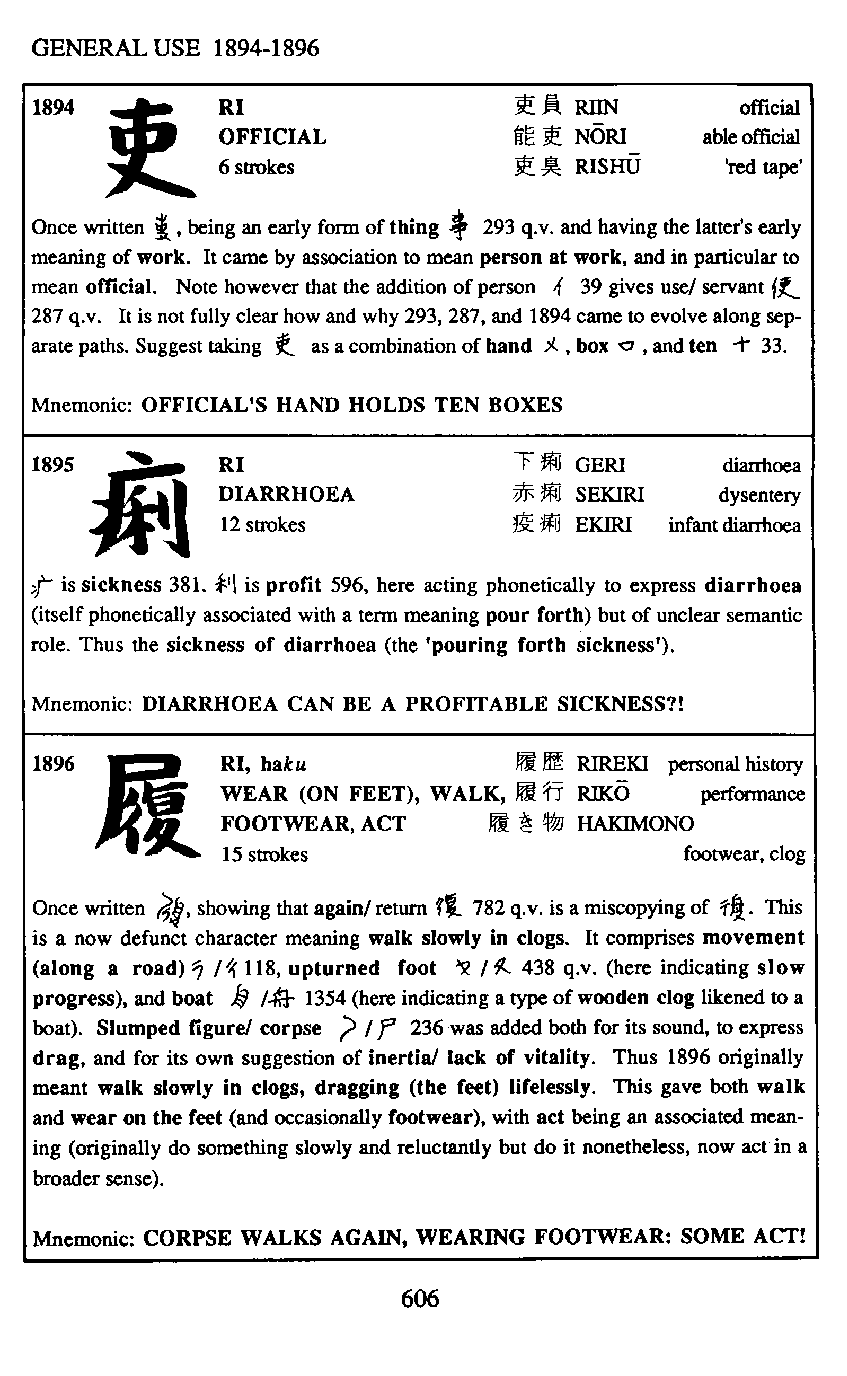 GENERAL USE 1894-1896
1894 吏 RI 吏員 RIIN official
OFFICIAL 能吏 NŌRI able official
6 strokes 吏臭 RISHŪ 'red tape'
Once written , being an early form of thing 293 q.v. and having the latter's early
meaning of work. It came by association to mean person at work, and in particular to
mean official. Note however that the addition of person 亻 39 gives use/ servant 使
287 q.v. It is not fully clear how and why 293, 287, and 1894 came to evolve along sep-
arate paths. Suggest taking 吏 as a combination of hand 乂, box 口, and ten 十 33.
Mnemonic: OFFICIAL'S HAND HOLDS TEN BOXES
1895 痢 RI 下痢 GERI diarrhoea
DIARRHOEA 赤痢 SEKIRI dysentery
12 strokes 疫痢 EKIRI infant diarrhoea
疒 is sickness 381. 利 is profit 596, here acting phonetically to express diarrhoea
(itself phonetically associated with a term meaning pour forth) but of unclear semantic
role. Thus the sickness of diarrhoea (the 'pouring forth sickness').
Mnemonic: DIARRHOEA CAN BE A PROFITABLE SICKNESS?!
1896 履 RI, haku 履歴 RIREKI personal history
WEAR (ON FEET), WALK, 履行 RIKŌ performance
FOOTWEAR, ACT 履き物 HAKIMONO
15 strokes footwear, clog
Once written , showing that again/ return 復 782 q.v. is a miscopying of . This
is a now defunct character meaning walk slowly in clogs. It comprises movement
(along a road) /彳 118, upturned foot /夂 438 q.v. (here indicating slow
progress), and boat /舟 1354 (here indicating a type of wooden clog likened to a
boat). Slumped figure/ corpse /尸 236 was added both for its sound, to express
drag, and for its own suggestion of inertia/ lack of vitality. Thus 1896 originally
meant walk slowly in clogs, dragging (the feet) lifelessly. This gave both walk
and wear on the feet (and occasionally footwear), with act being an associated mean-
ing (originally do something slowly and reluctantly but do it nonetheless, now act in a
broader sense).
Mnemonic: CORPSE WALKS AGAIN, WEARING FOOTWEAR: SOME ACT!
606